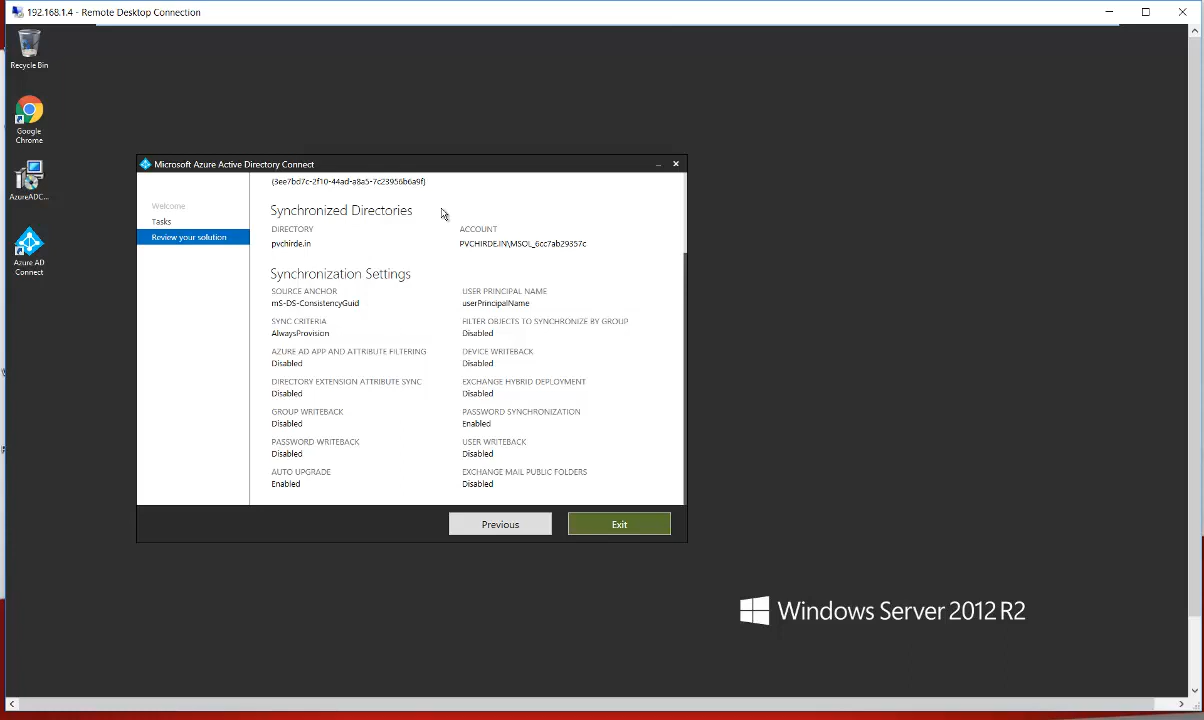 192.168.1.4 - Remote Desktop Connection
Recycle Bin
Google
Chrome
AzureADC...
Azure AD
Connect
Microsoft Azure Active Directory Connect
Welcome
Tasks
Review your solution
(3ee7bd7c-2f10-44ad-a8a5-7c23956b6a9f)
Synchronized Directories
DIRECTORY ACCOUNT
pvchirde.in PVCHIRDE.IN\MSOL_6cc7ab29357c
Synchronization Settings
SOURCE ANCHOR USER PRINCIPAL NAME
mS-DS-ConsistencyGuid userPrincipalName
SYNC CRITERIA FILTER OBJECTS TO SYNCHRONIZE BY GROUP
AlwaysProvision Disabled
AZURE AD APP AND ATTRIBUTE FILTERING DEVICE WRITEBACK
Disabled Disabled
DIRECTORY EXTENSION ATTRIBUTE SYNC EXCHANGE HYBRID DEPLOYMENT
Disabled Disabled
GROUP WRITEBACK PASSWORD SYNCHRONIZATION
Disabled Enabled
PASSWORD WRITEBACK USER WRITEBACK
Disabled Disabled
AUTO UPGRADE EXCHANGE MAIL PUBLIC FOLDERS
Enabled Disabled
Previous Exit
Windows Server 2012 R2